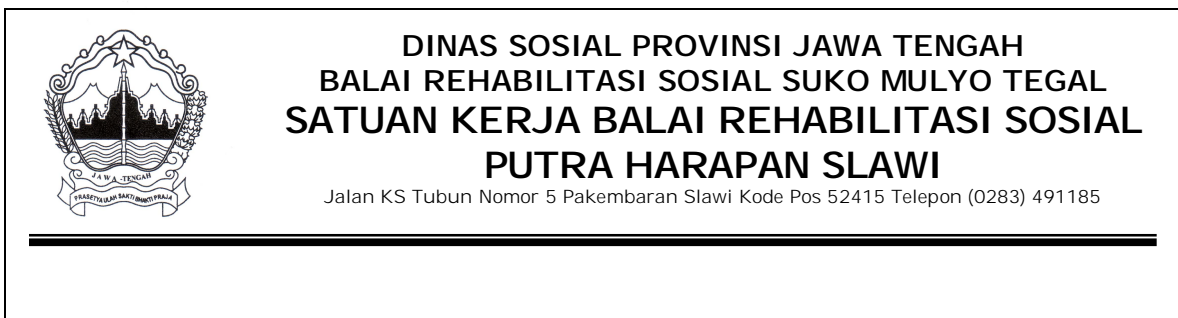 DINAS SOSIAL PROVINSI JAWA TENGAH
BALAI REHABILITASI SOSIAL SUKO MULYO TEGAL
SATUAN KERJA BALAI REHABILITASI SOSIAL
PUTRA HARAPAN SLAWI
Jalan KS Tubun Nomor 5 Pakembaran Slawi Kode Pos 52415 Telepon (0283) 491185
JAWA -TENGAH
PRASETYA ULAH SAKTI BHAKTI PRAJA